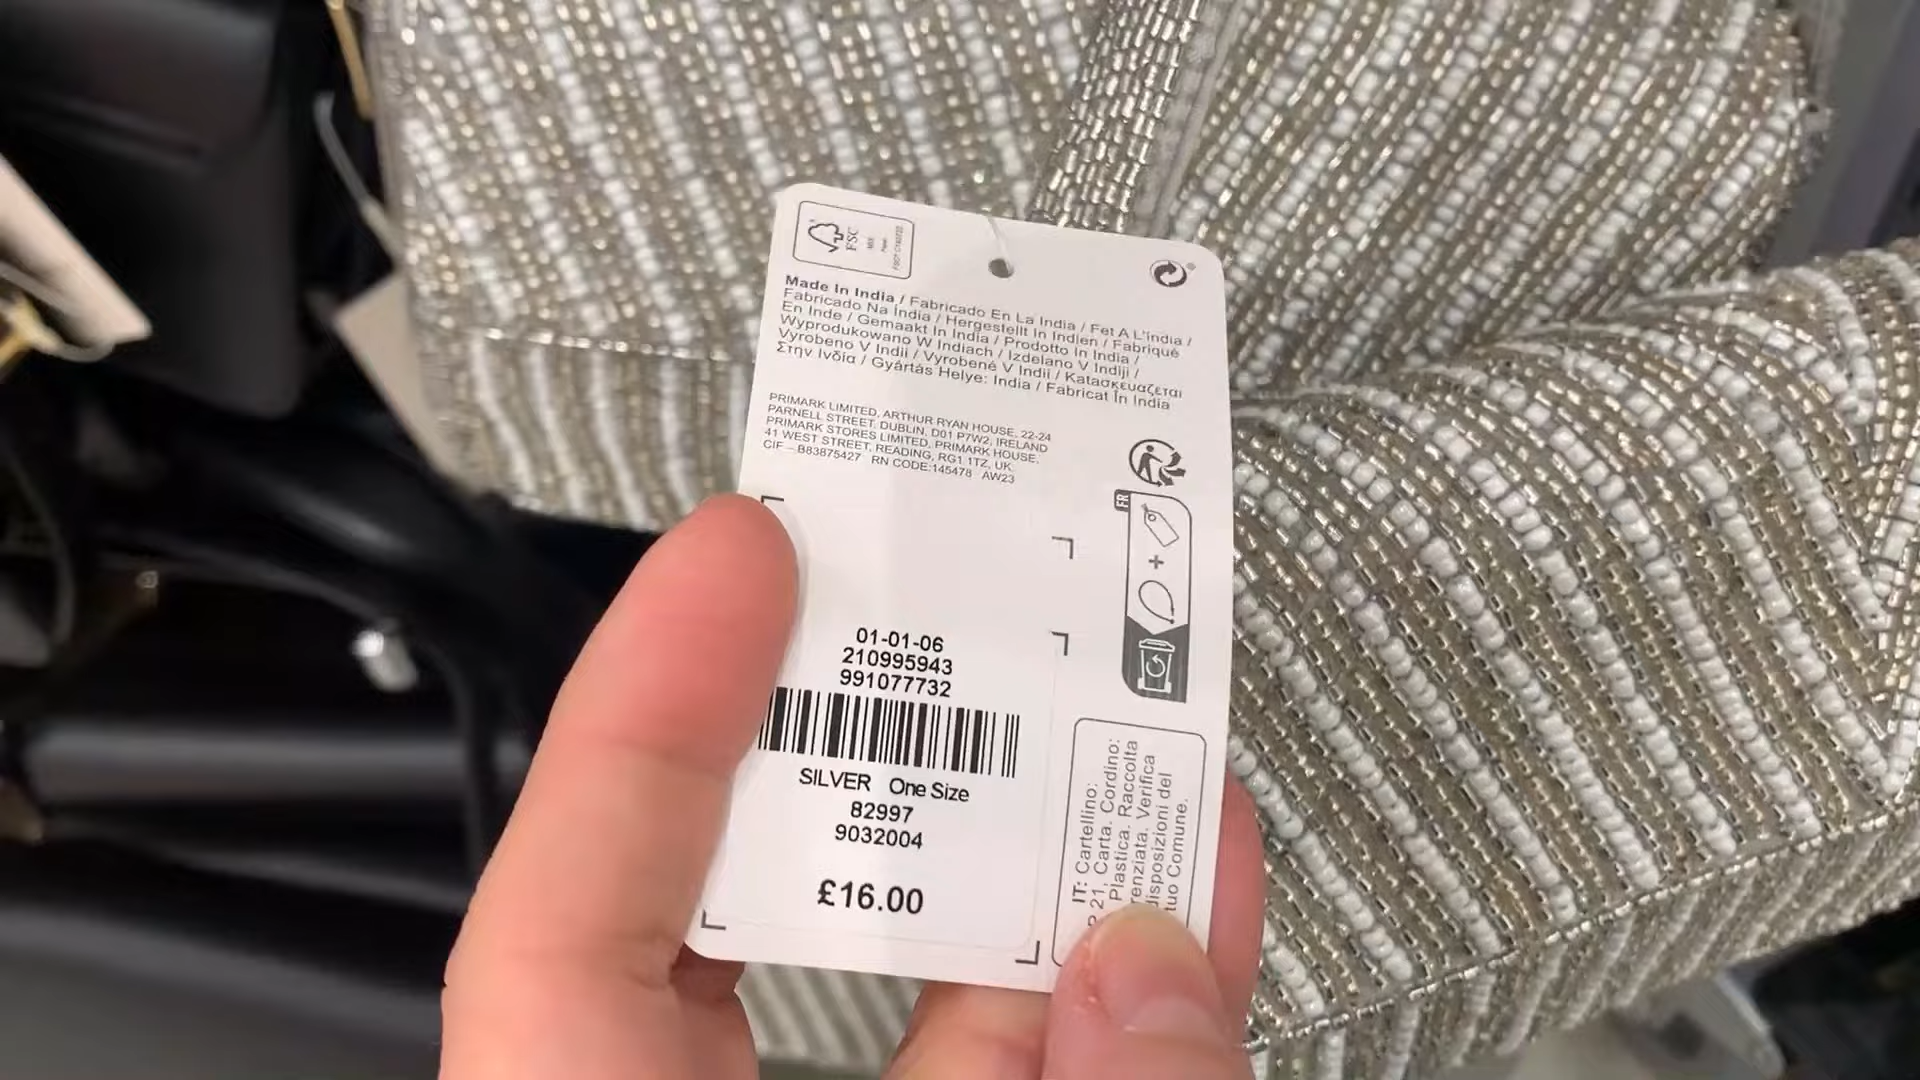 FSC
MIX
Made In India / Fabricado En La India / Fet A L'índia /
Fabricado Na Índia / Hergestellt In Indien / Fabriqué
En Inde / Gemaakt In India / Prodotto In India /
Wyprodukowano W Indiach / Izdelano V Indiji /
Vyrobeno V Indii / Vyrobené V Indii / Κατασκευάζεται
Στην Ινδία / Gyártás Helye: India / Fabricat În India
PRIMARK LIMITED, ARTHUR RYAN HOUSE, 22-24
PARNELL STREET, DUBLIN, D01 P7W2, IRELAND
PRIMARK STORES LIMITED, PRIMARK HOUSE,
41 WEST STREET, READING, RG1 1TZ, UK.
CIF – B83875427 RN CODE:145478 AW23
FR
+
01-01-06
210995943
991077732
SILVER One Size
82997
9032004
£16.00
IT: Cartellino:
21, Carta. Cordino:
Plastica. Raccolta
Verifica
disposizioni del
tuo Comune.